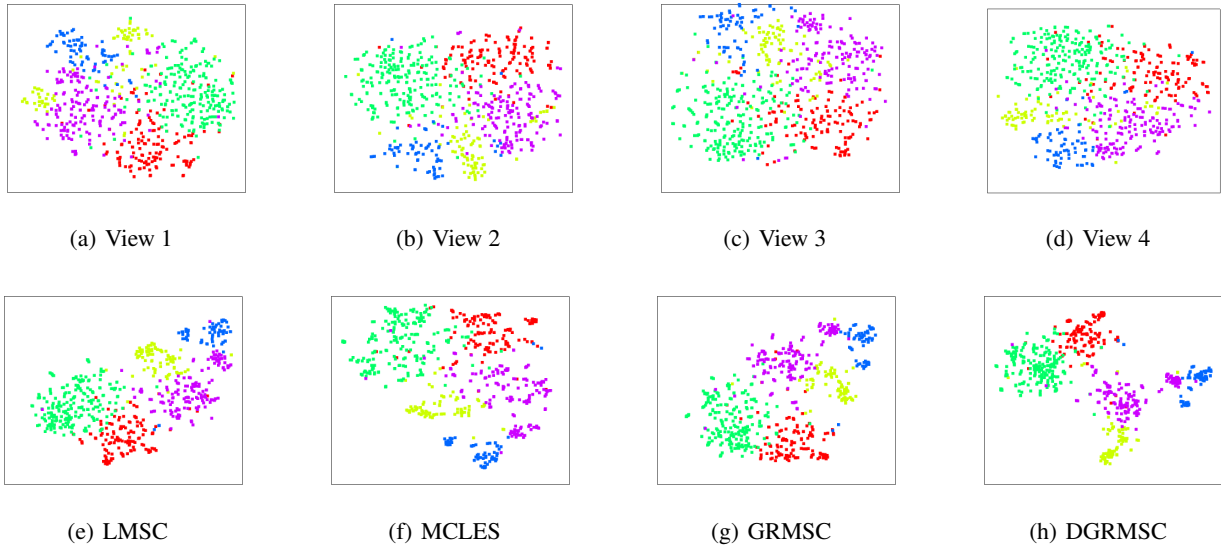 (a) View 1
(b) View 2
(c) View 3
(d) View 4
(e) LMSC
(f) MCLES
(g) GRMSC
(h) DGRMSC